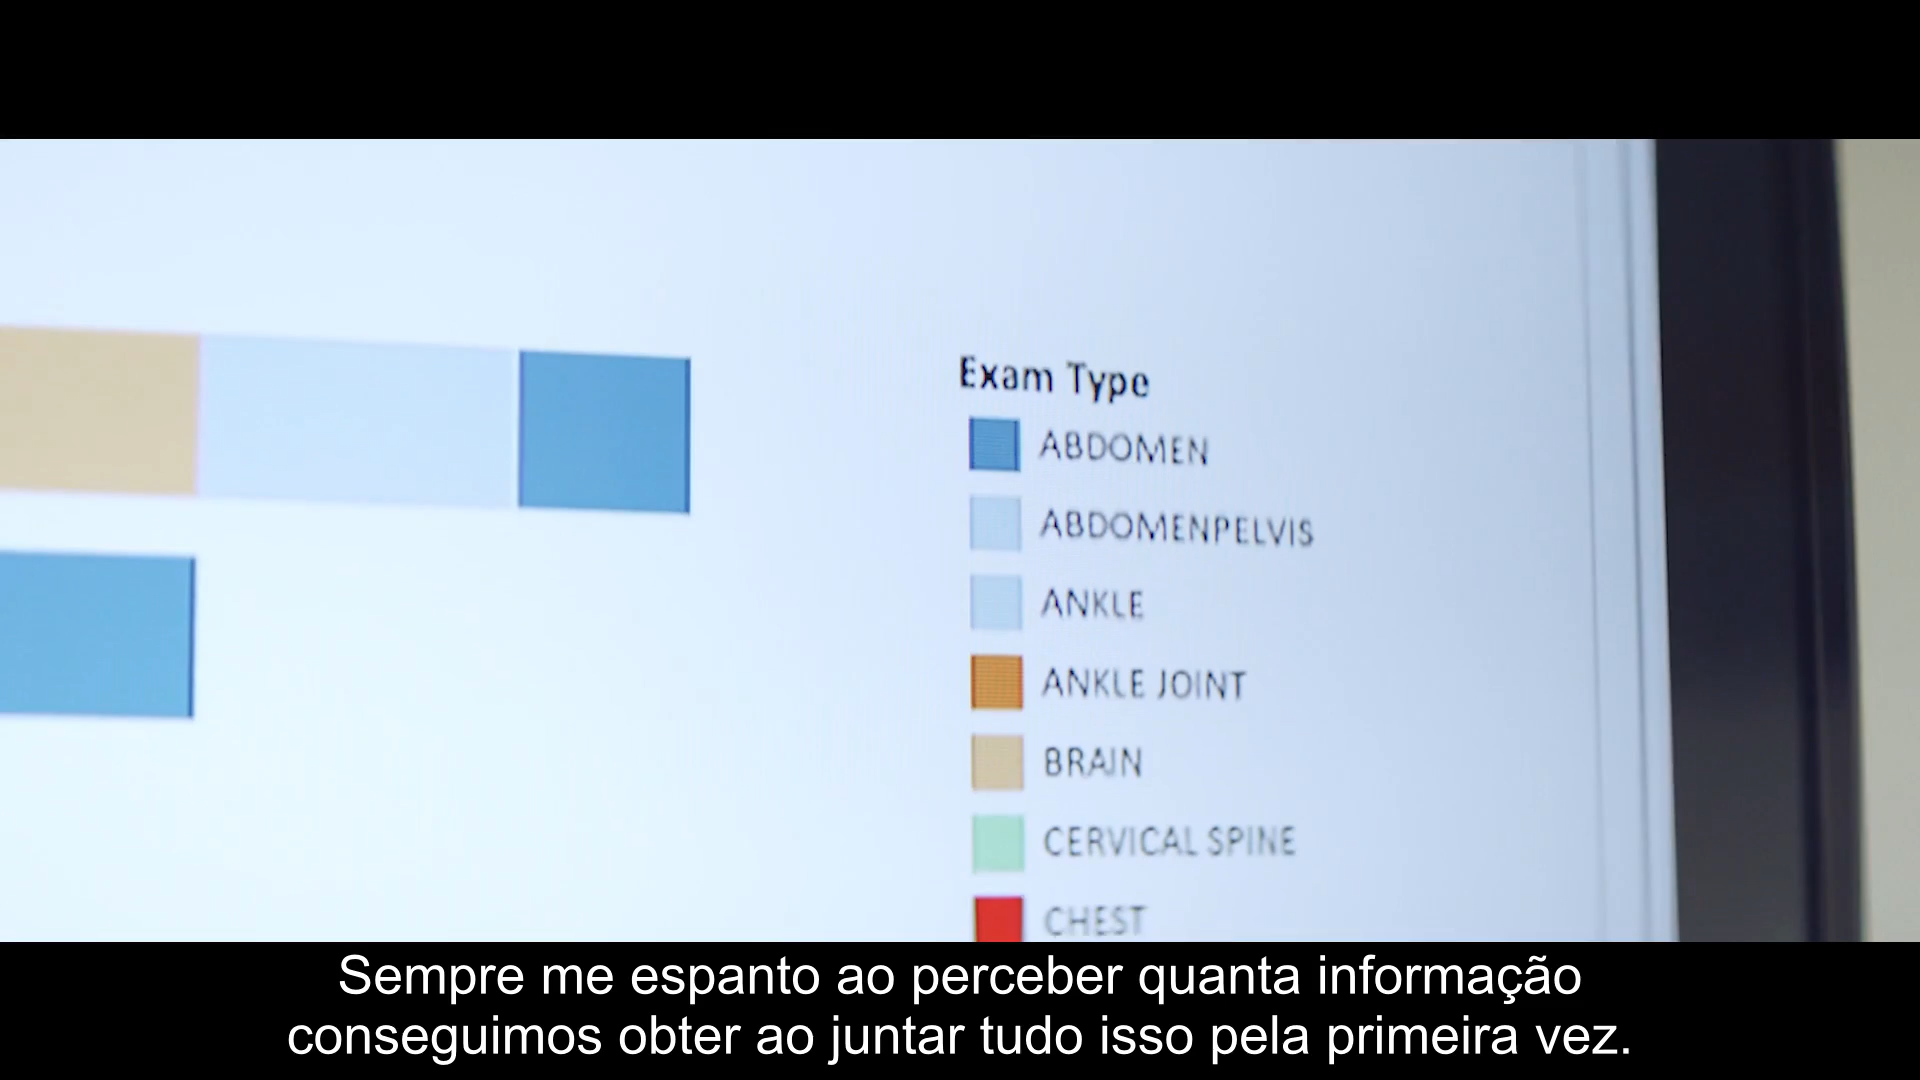 Exam Type
ABDOMEN
ABDOMENPELVIS
ANKLE
ANKLE JOINT
BRAIN
CERVICAL SPINE
CHEST
Sempre me espanto ao perceber quanta informação
conseguimos obter ao juntar tudo isso pela primeira vez.